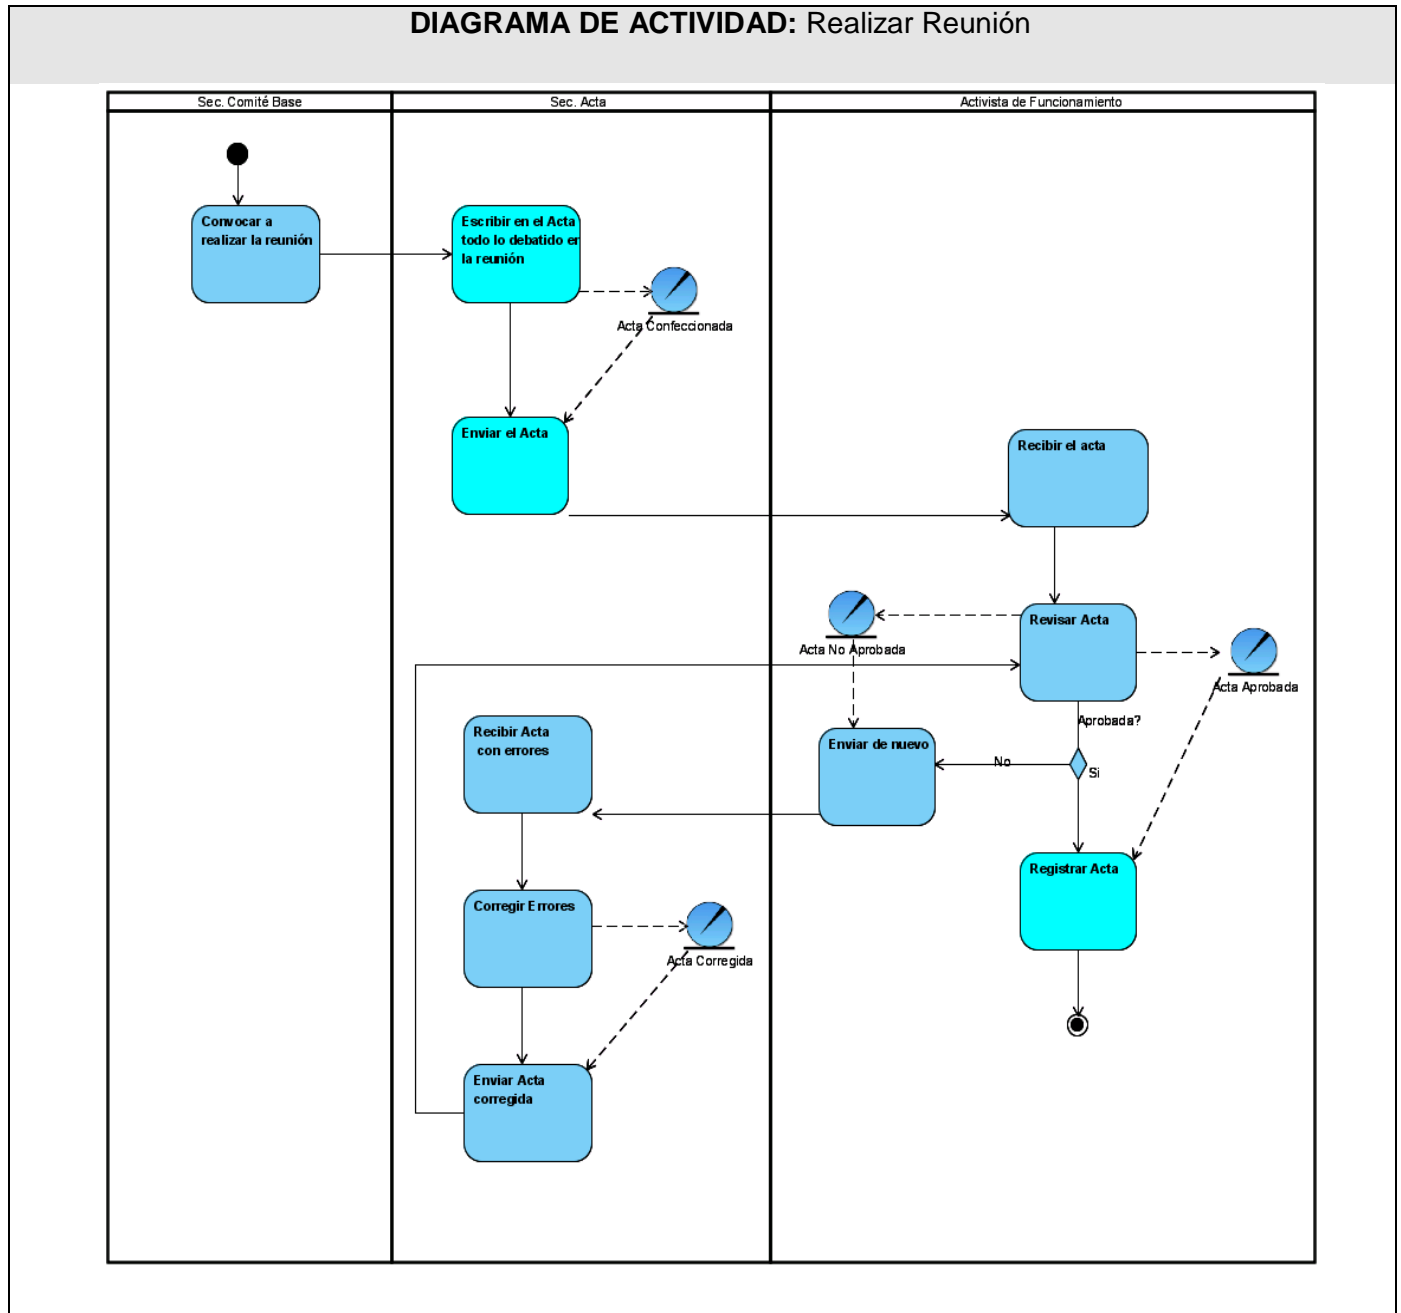 DIAGRAMA DE ACTIVIDAD: Realizar Reunión
Sec. Comité Base
Sec. Acta
Activista de Funcionamiento
Convocar a
realizar la reunión
Escribir en el Acta
todo lo debatido en
la reunión
Acta Confeccionada
Enviar el Acta
Recibir el acta
Revisar Acta
Acta No Aprobada
Acta Aprobada
Aprobada?
Recibir Acta
con errores
Enviar de nuevo
No
Si
Registrar Acta
Corregir Errores
Acta Corregida
Enviar Acta
corregida